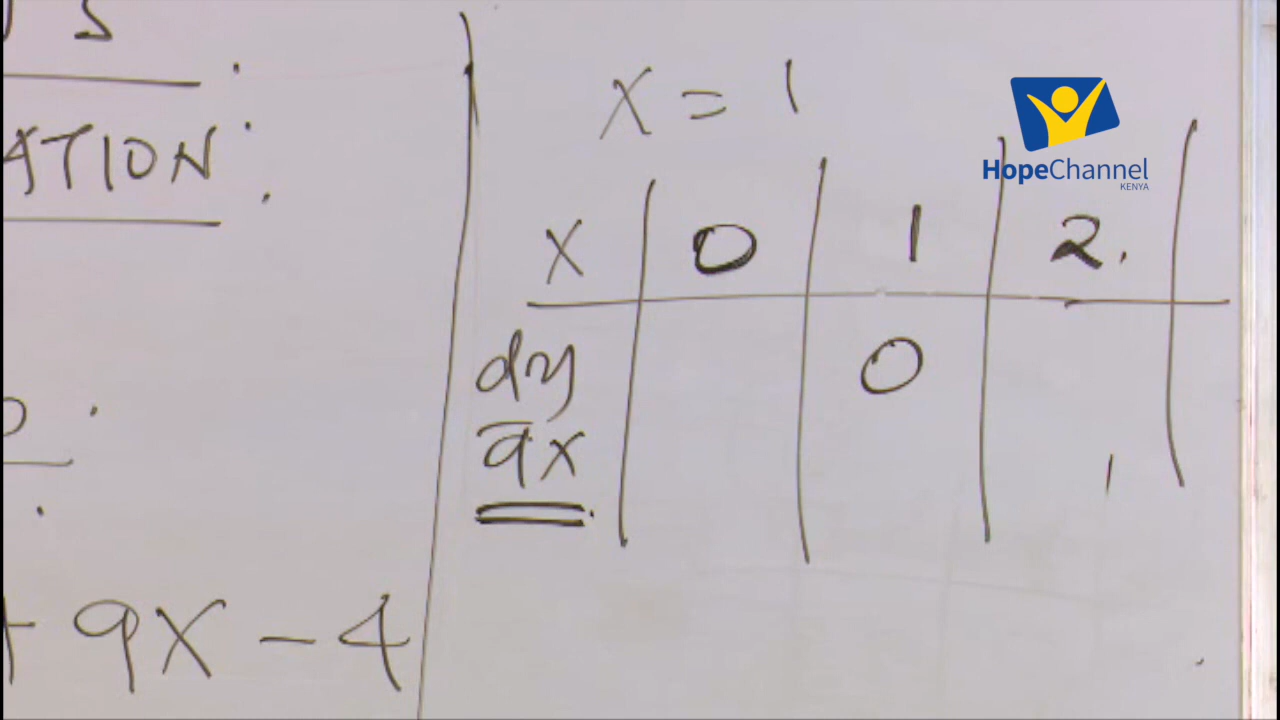 S
ATION:
+ 9x - 4
x = 1
x 0 1 2.
dy 0
dx
HopeChannel
KENYA